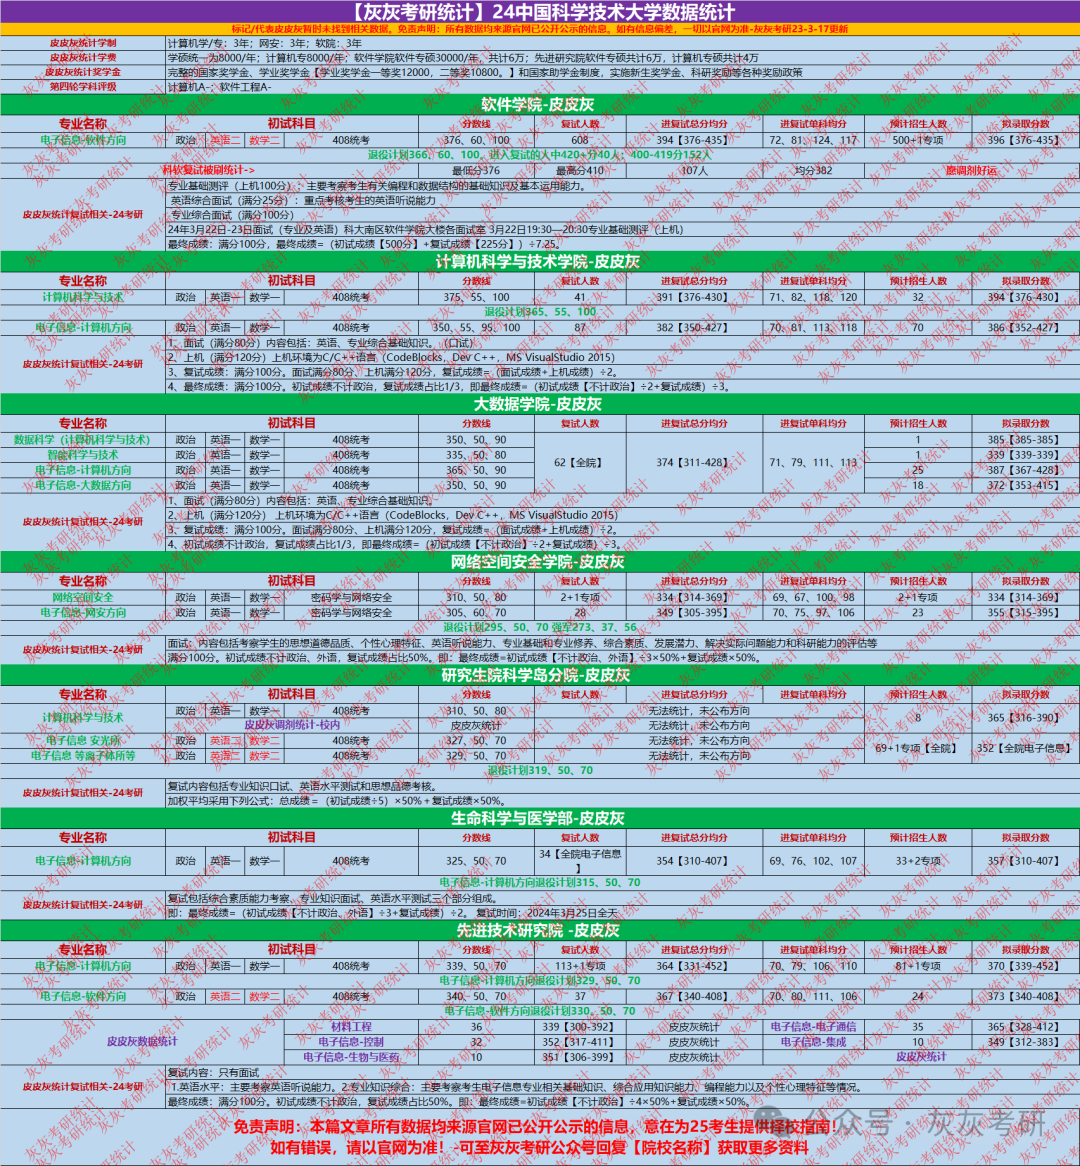 【灰灰考研统计】24中国科学技术大学数据统计
标记/代表皮皮灰暂时未找到相关数据，免责声明：所有数据均来源官网已公开公示的信息。如有信息偏差，一切以官网为准-灰灰考研23-3-17更新
皮皮灰统计学制 计算机学/专：3年；网安：3年；软院：3年
皮皮灰统计学费 学硕统一为8000/年；计算机专8000/年；软件学院软件专硕30000/年，共计6万；先进研究院软件专硕共计6万，计算机专硕共计4万
皮皮灰统计奖学金 完整的国家奖学金、学业奖学金【学业奖学金一等奖12000，二等奖10800。】和国家助学金制度，实施新生奖学金、科研奖励等各种奖励政策
第四轮学科评级 计算机A-；软件工程A-
软件学院-皮皮灰
专业名称 初试科目 分数线 复试人数 进复试总分均分 进复试单科均分 预计招生人数 拟录取分数
电子信息-软件方向 政治 英语二 数学二 408统考 376、60、100 608 394【376-435】 72、81、124、117 500+1专项 396【376-435】
退役计划366、60、100，进入复试的人中420+分40人；400-419分152人
科软复试被刷统计-> 最低分376 最高分410 107人 均分382 愿调剂好运
皮皮灰统计复试相关-24考研
专业基础测评（上机100分）：主要考察考生有关编程和数据结构的基础知识及基本运用能力。
英语综合面试（满分25分）：重点考核考生的英语听说能力
专业综合面试（满分100分）
24年3月22日-23日面试（专业及英语）科大南区软件学院大楼各面试室 3月22日19:30—20:30专业基础测评（上机）
最终成绩：满分100分，最终成绩=（初试成绩【500分】+复试成绩【225分】）÷7.25。
计算机科学与技术学院-皮皮灰
专业名称 初试科目 分数线 复试人数 进复试总分均分 进复试单科均分 预计招生人数 拟录取分数
计算机科学与技术 政治 英语一 数学一 408统考 375、55、100 41 391【376-430】 71、82、118、120 32 394【376-430】
退役计划365、55、100
电子信息-计算机方向 政治 英语一 数学一 408统考 350、55、95、100 87 382【350-427】 70、81、113、118 70 386【352-427】
皮皮灰统计复试相关-24考研
1、面试（满分80分）内容包括：英语、专业综合基础知识。（口试）
2、上机（满分120分）上机环境为C/C++语言（CodeBlocks，Dev C++，MS VisualStudio 2015）
3、复试成绩：满分100分。面试满分80分、上机满分120分，复试成绩=（面试成绩+上机成绩）÷2。
4、最终成绩：满分100分。初试成绩不计政治，复试成绩占比1/3，即最终成绩=（初试成绩【不计政治】÷2+复试成绩）÷3。
大数据学院-皮皮灰
专业名称 初试科目 分数线 复试人数 进复试总分均分 进复试单科均分 预计招生人数 拟录取分数
数据科学（计算机科学与技术） 政治 英语一 数学一 408统考 350、50、90 1 385【385-385】
智能科学与技术 政治 英语一 数学一 408统考 335、50、80 1 339【339-339】
62【全院】 374【311-428】 71、79、111、113
电子信息-计算机方向 政治 英语一 数学一 408统考 365、50、90 25 387【367-428】
电子信息-大数据方向 政治 英语一 数学一 408统考 350、50、90 18 372【353-415】
皮皮灰统计复试相关-24考研
1、面试（满分80分）内容包括：英语、专业综合基础知识。
2、上机（满分120分） 上机环境为C/C++语言（CodeBlocks，Dev C++，MS VisualStudio 2015）
3、复试成绩：满分100分。面试满分80分、上机满分120分，复试成绩=（面试成绩+上机成绩）÷2。
4、初试成绩不计政治，复试成绩占比1/3，即最终成绩=（初试成绩【不计政治】÷2+复试成绩）÷3。
网络空间安全学院-皮皮灰
专业名称 初试科目 分数线 复试人数 进复试总分均分 进复试单科均分 预计招生人数 拟录取分数
网络空间安全 政治 英语一 数学一 密码学与网络安全 310、50、80 2+1专项 334【314-369】 69、67、100、98 2+1专项 334【314-369】
电子信息-网安方向 政治 英语一 数学一 密码学与网络安全 305、60、70 28 349【305-395】 70、75、97、106 23 355【315-395】
退役计划295、50、70 强军273、37、56
皮皮灰统计复试相关-24考研
面试：内容包括考察学生的思想道德品质、个性心理特征、英语听说能力、专业基础和专业修养、综合素质、发展潜力、解决实际问题能力和科研能力的评估等
满分100分。初试成绩不计政治、外语，复试成绩占比50%。即：最终成绩=初试成绩【不计政治、外语】÷3×50%+复试成绩×50%。
研究生院科学岛分院-皮皮灰
专业名称 初试科目 分数线 复试人数 进复试总分均分 进复试单科均分 预计招生人数 拟录取分数
计算机科学与技术 政治 英语一 数学一 408统考 310、50、80 无法统计，未公布方向 8 365【316-390】
皮皮灰调剂统计-校内 皮皮灰统计 无法统计，未公布方向
电子信息 安光所 政治 英语二 数学二 408统考 327、50、70 无法统计，未公布方向 69+1专项【全院】 352【全院电子信息】
电子信息 等离子体所等 政治 英语二 数学二 408统考 329、50、70 无法统计，未公布方向
退役计划319、50、70
皮皮灰统计复试相关-24考研
复试内容包括专业知识口试、英语水平测试和思想品德考核。
加权平均采用下列公式：总成绩＝（初试成绩÷5）×50%＋复试成绩×50%。
生命科学与医学部-皮皮灰
专业名称 初试科目 分数线 复试人数 进复试总分均分 进复试单科均分 预计招生人数 拟录取分数
电子信息-计算机方向 政治 英语一 数学一 408统考 325、50、70 34【全院电子信息】 354【310-407】 69、76、102、107 33+2专项 357【310-407】
电子信息-计算机方向退役计划315、50、70
皮皮灰统计复试相关-24考研
复试包括综合素质能力考察、专业知识面试、英语水平测试三个部分组成。
即：最终成绩=（初试成绩【不计政治、外语】÷3+复试成绩）÷2。 复试时间：2024年3月25日全天
先进技术研究院 -皮皮灰
专业名称 初试科目 分数线 复试人数 进复试总分均分 进复试单科均分 预计招生人数 拟录取分数
电子信息-计算机方向 政治 英语一 数学一 408统考 339、50、70 113+1专项 364【331-452】 70、79、106、110 81+1专项 370【339-452】
电子信息-计算机方向退役计划329、50、70
电子信息-软件方向 政治 英语二 数学二 408统考 340、50、70 37 367【340-408】 70、80、111、106 24 373【340-408】
电子信息-软件方向退役计划330、50、70
皮皮灰数据统计
材料工程 36 339【300-392】 皮皮灰统计 电子信息-电子通信 35 365【328-412】
电子信息-控制 32 352【317-411】 皮皮灰统计 电子信息-集成 10 349【312-383】
电子信息-生物与医药 10 351【306-399】 皮皮灰统计 皮皮灰统计
皮皮灰统计复试相关-24考研
复试内容：只有面试
1.英语水平：主要考察英语听说能力。2.专业知识综合：主要考察考生电子信息专业相关基础知识、综合应用知识能力、编程能力以及个性心理特征等情况。
最终成绩：满分100分。初试成绩不计政治，复试成绩占比50%。即：最终成绩=初试成绩【不计政治】÷4×50%+复试成绩×50%。
免责声明：本篇文章所有数据均来源官网已公开公示的信息，意在为25考生提供择校指南！
如有错误，请以官网为准！-可至灰灰考研公众号回复【院校名称】获取更多资料
公众号 · 灰灰考研